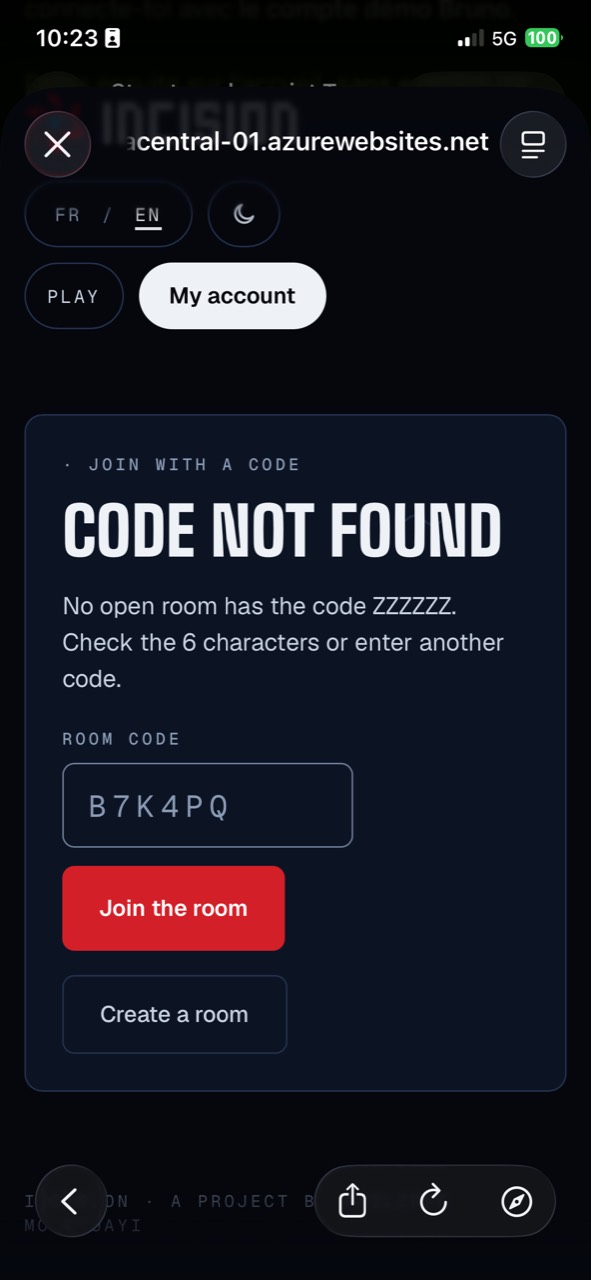 10:23
5G
100
INCISION
acentral-01.azurewebsites.net
FR / EN
PLAY
My account
· JOIN WITH A CODE
CODE NOT FOUND
No open room has the code ZZZZZZ.
Check the 6 characters or enter another
code.
ROOM CODE
B7K4PQ
Join the room
Create a room
· A PROJECT